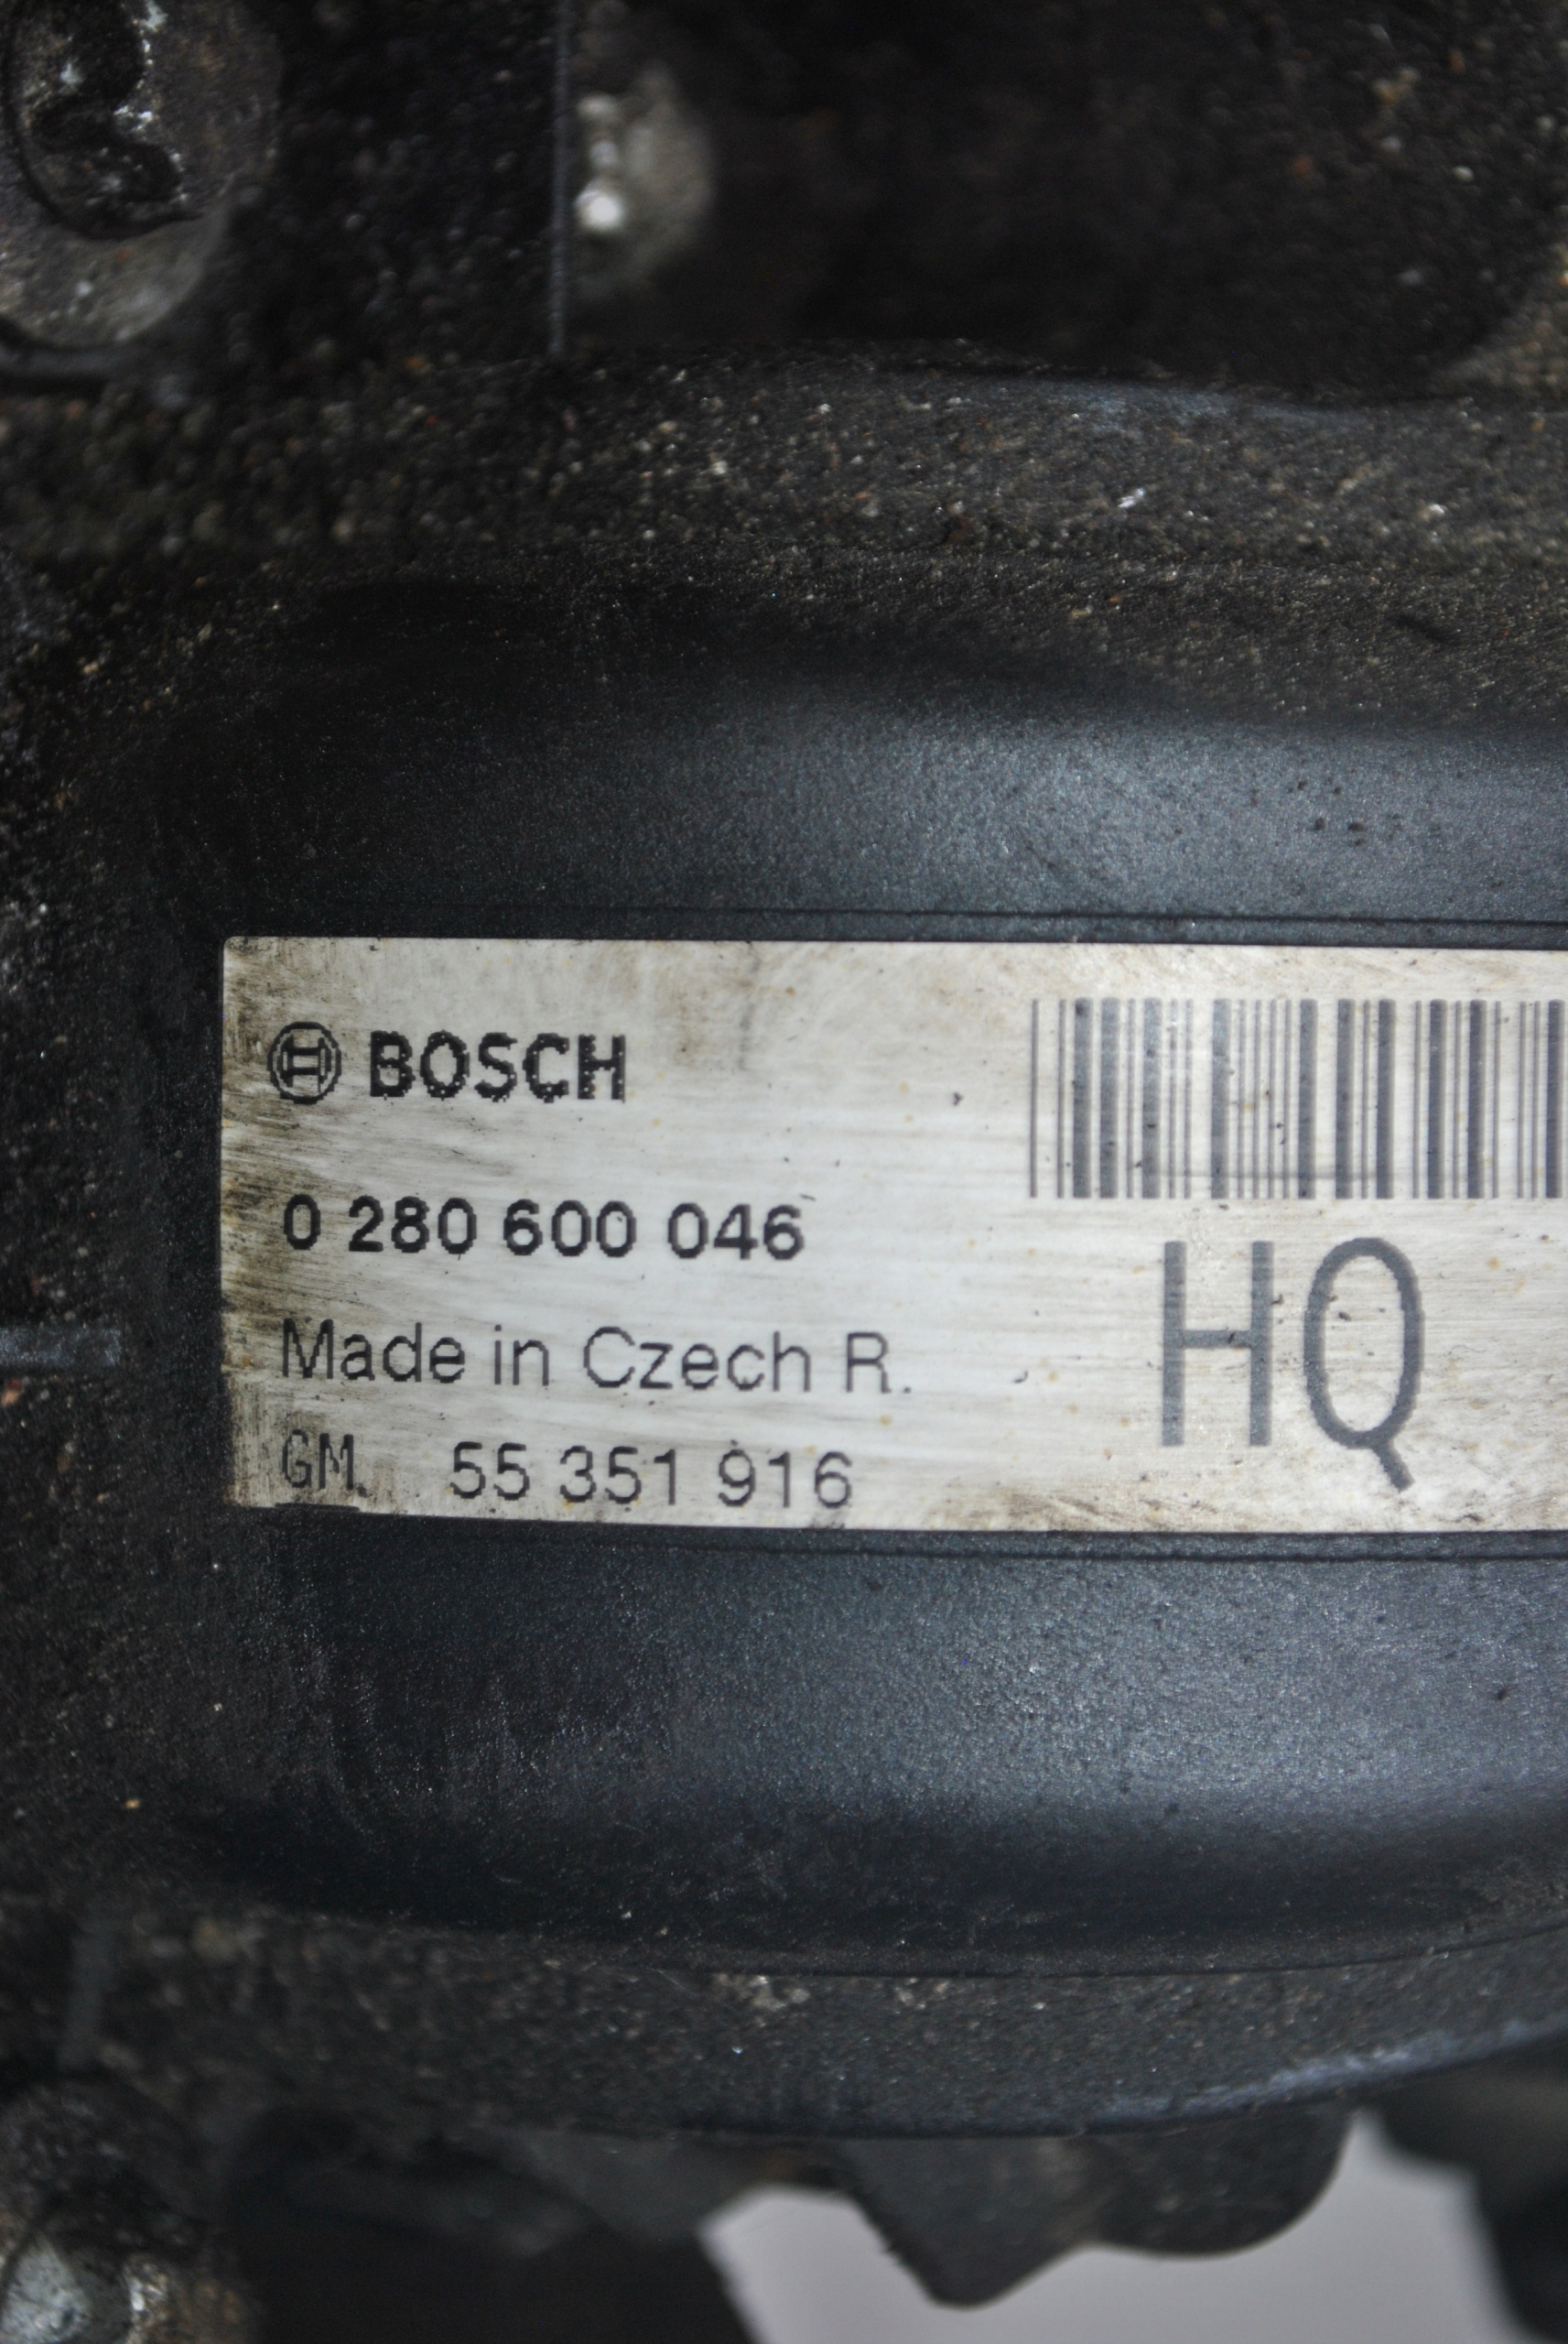 BOSCH
0 280 600 046
Made in Czech R.
GM. 55 351 916
HQ